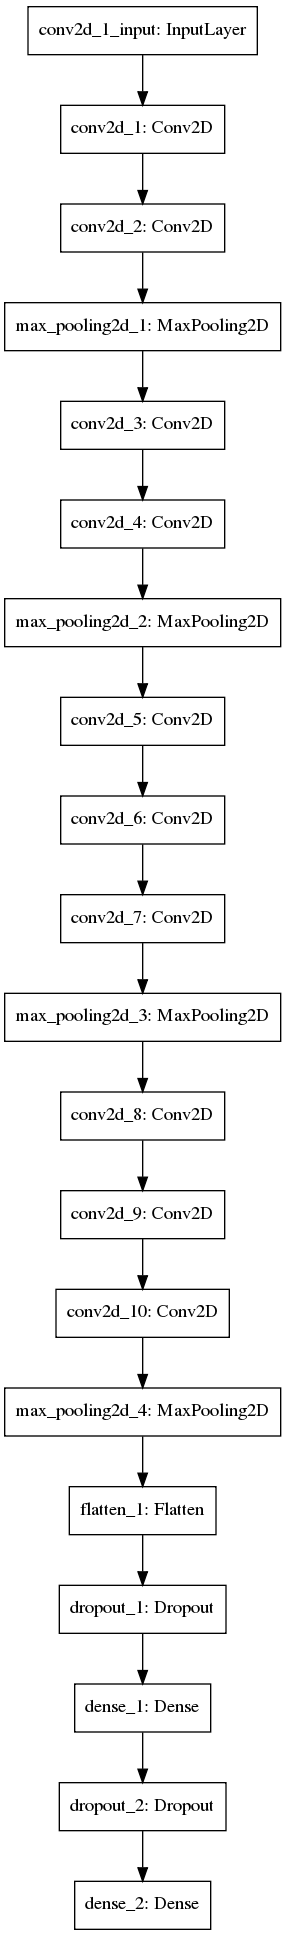 conv2d_1_input: InputLayer
conv2d_1: Conv2D
conv2d_2: Conv2D
max_pooling2d_1: MaxPooling2D
conv2d_3: Conv2D
conv2d_4: Conv2D
max_pooling2d_2: MaxPooling2D
conv2d_5: Conv2D
conv2d_6: Conv2D
conv2d_7: Conv2D
max_pooling2d_3: MaxPooling2D
conv2d_8: Conv2D
conv2d_9: Conv2D
conv2d_10: Conv2D
max_pooling2d_4: MaxPooling2D
flatten_1: Flatten
dropout_1: Dropout
dense_1: Dense
dropout_2: Dropout
dense_2: Dense